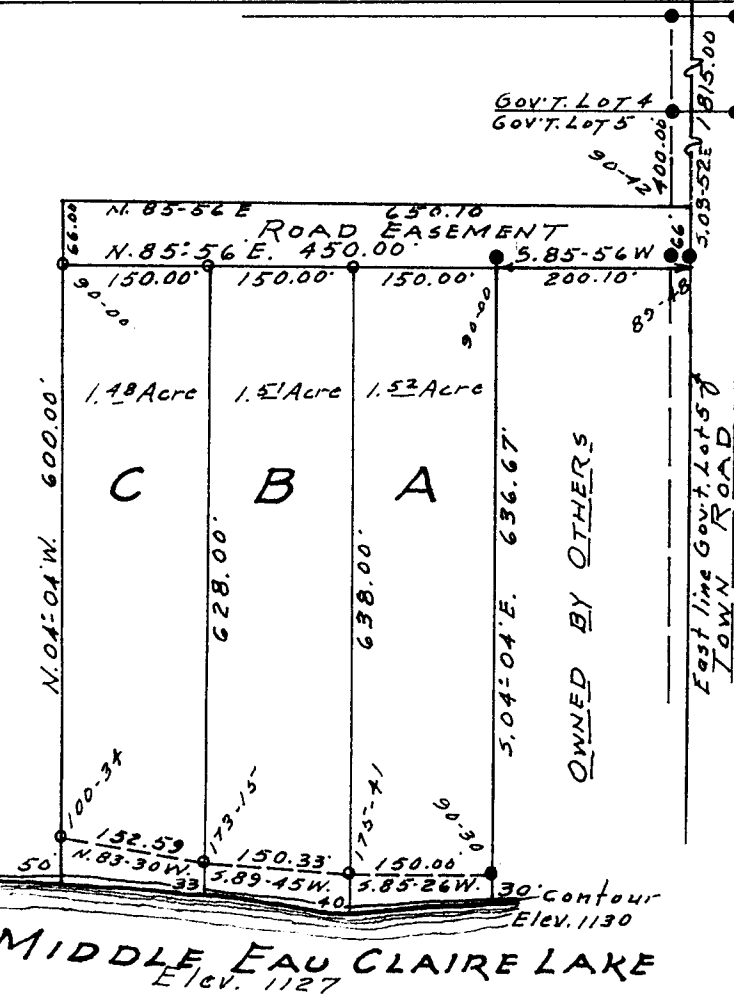 1815.00
GOV'T. LOT 4
GOV'T. LOT 5
400.00
90-42
S.03-52E
N. 85-56 E 650.10
66.00
ROAD EASEMENT
66'
N. 85°56' E. 450.00'
S.85-56 W
150.00' 150.00' 150.00' 200.10'
90-00 90-00 89-48
1.48 Acre 1.51 Acre 1.52 Acre
C B A
N.04°-04'W. 600.00'
628.00'
638.00'
S.04°-04'E. 636.67'
OWNED BY OTHERS
East line Gov't. Lot 5 &
TOWN ROAD
100-34 173-15' 175-41 90-30
152.59 150.33' 150.00'
N.83-30W. S.89-45W. S.85-26W.
50' 33' 40' 30' contour
Elev. 1130
MIDDLE EAU CLAIRE LAKE
Elev. 1127